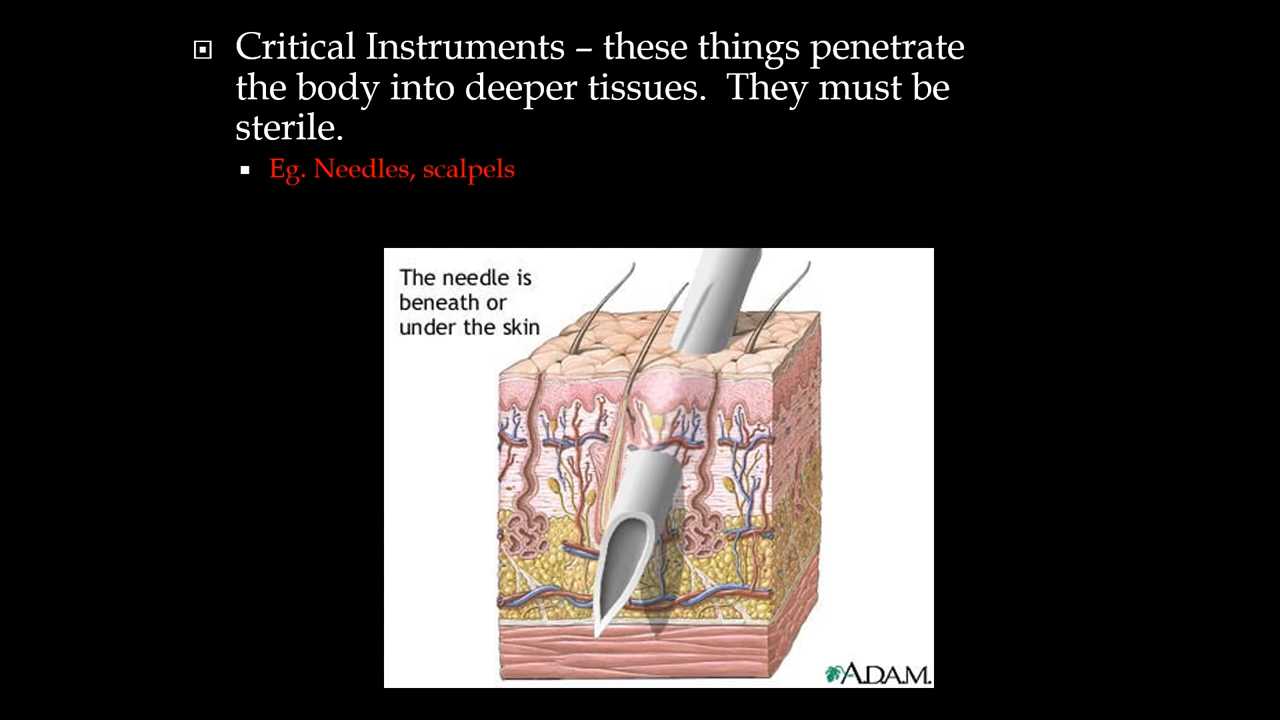 Critical Instruments – these things penetrate
the body into deeper tissues.  They must be
sterile.
Eg. Needles, scalpels
The needle is
beneath or
under the skin
A.D.A.M.